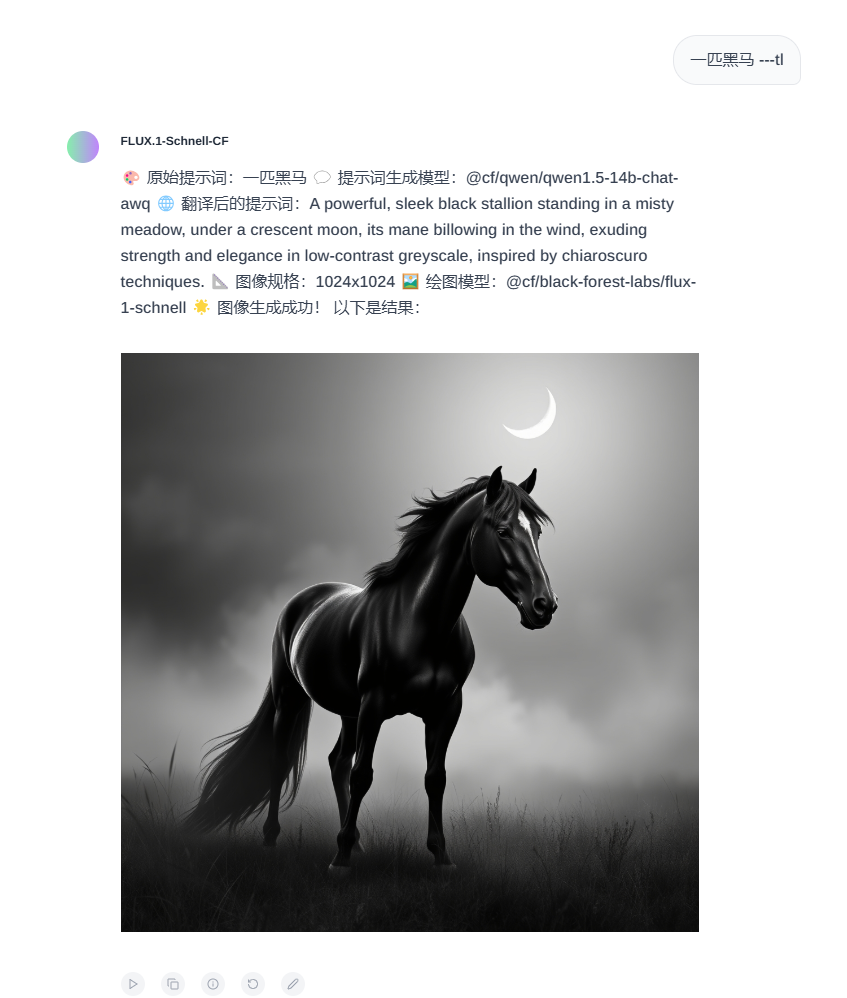 一匹黑马 ---tl
FLUX.1-Schnell-CF
🎨 原始提示词：一匹黑马 💬 提示词生成模型：@cf/qwen/qwen1.5-14b-chat-
awq 🌐 翻译后的提示词：A powerful, sleek black stallion standing in a misty
meadow, under a crescent moon, its mane billowing in the wind, exuding
strength and elegance in low-contrast greyscale, inspired by chiaroscuro
techniques. 📐 图像规格：1024x1024 🖼️ 绘图模型：@cf/black-forest-labs/flux-
1-schnell 🌟 图像生成成功！ 以下是结果：